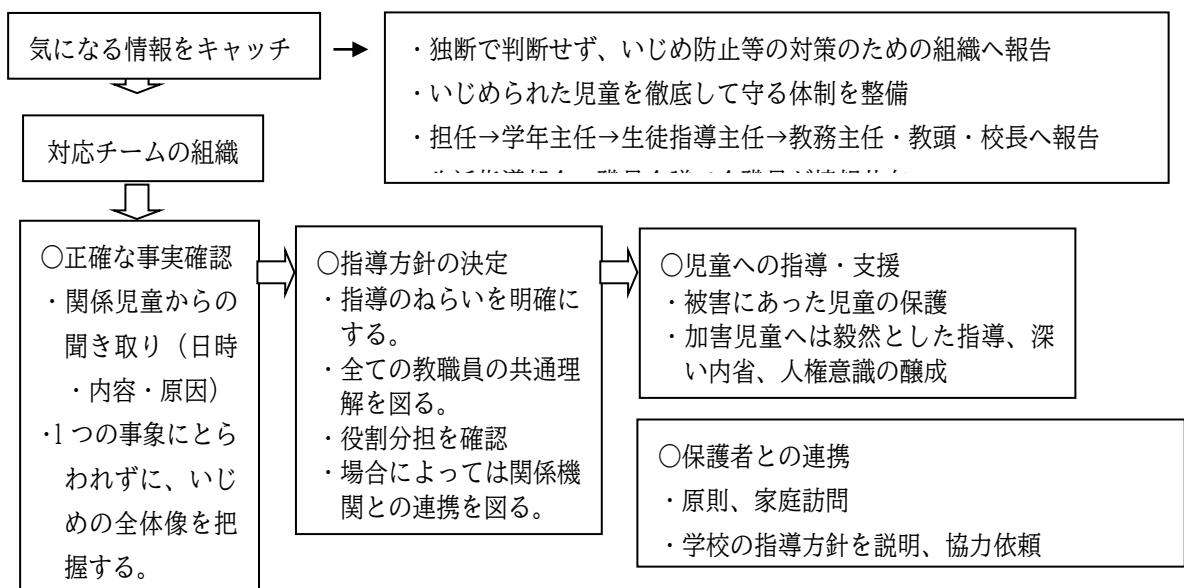 気になる情報をキャッチ
・独断で判断せず、いじめ防止等の対策のための組織へ報告
・いじめられた児童を徹底して守る体制を整備
・担任→学年主任→生徒指導主任→教務主任・教頭・校長へ報告
対応チームの組織
〇正確な事実確認
・関係児童からの
聞き取り（日時
・内容・原因）
・1つの事象にとら
われずに、いじ
めの全体像を把
握する。
〇指導方針の決定
・指導のねらいを明確に
する。
・全ての教職員の共通理
解を図る。
・役割分担を確認
・場合によっては関係機
関との連携を図る。
〇児童への指導・支援
・被害にあった児童の保護
・加害児童へは毅然とした指導、深
い内省、人権意識の醸成
〇保護者との連携
・原則、家庭訪問
・学校の指導方針を説明、協力依頼